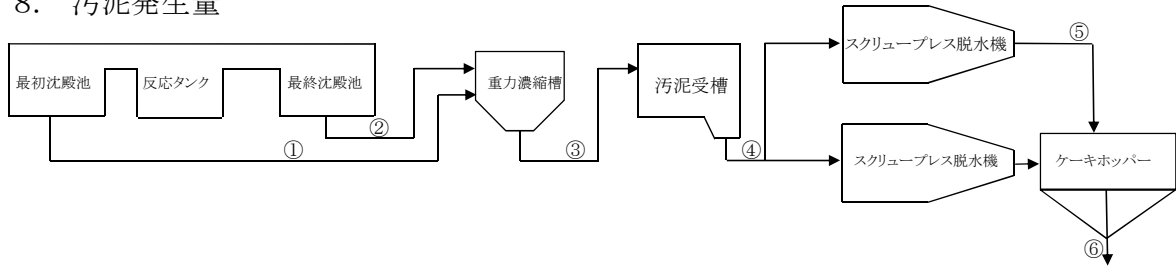 8. 汚泥発生量
最初沈殿池
反応タンク
最終沈殿池
重力濃縮槽
汚泥受槽
スクリュープレス脱水機
スクリュープレス脱水機
ケーキホッパー
①
②
③
④
⑤
⑥